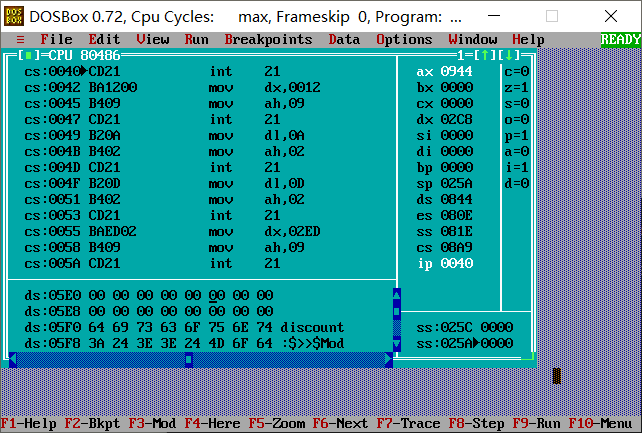 DOSBox 0.72, Cpu Cycles: max, Frameskip 0, Program: ...
≡ File Edit View Run Breakpoints Data Options Window Help READY
[■]=CPU 80486 1=[↑][↓]
cs:0040►CD21 int 21 ax 0944 c=0
cs:0042 BA1200 mov dx,0012 bx 0000 z=1
cs:0045 B409 mov ah,09 cx 0000 s=0
cs:0047 CD21 int 21 dx 02C8 o=0
cs:0049 B20A mov dl,0A si 0000 p=1
cs:004B B402 mov ah,02 di 0000 a=0
cs:004D CD21 int 21 bp 0000 i=1
cs:004F B20D mov dl,0D sp 025A d=0
cs:0051 B402 mov ah,02 ds 0844
cs:0053 CD21 int 21 es 080E
cs:0055 BAED02 mov dx,02ED ss 081E
cs:0058 B409 mov ah,09 cs 08A9
cs:005A CD21 int 21 ip 0040
ds:05E0 00 00 00 00 00 00 00 00
ds:05E8 00 00 00 00 00 00 00 00
ds:05F0 64 69 73 63 6F 75 6E 74 discount ss:025C 0000
ds:05F8 3A 24 3E 3E 24 4D 6F 64 :$>>$Mod ss:025A►0000
F1-Help F2-Bkpt F3-Mod F4-Here F5-Zoom F6-Next F7-Trace F8-Step F9-Run F10-Menu